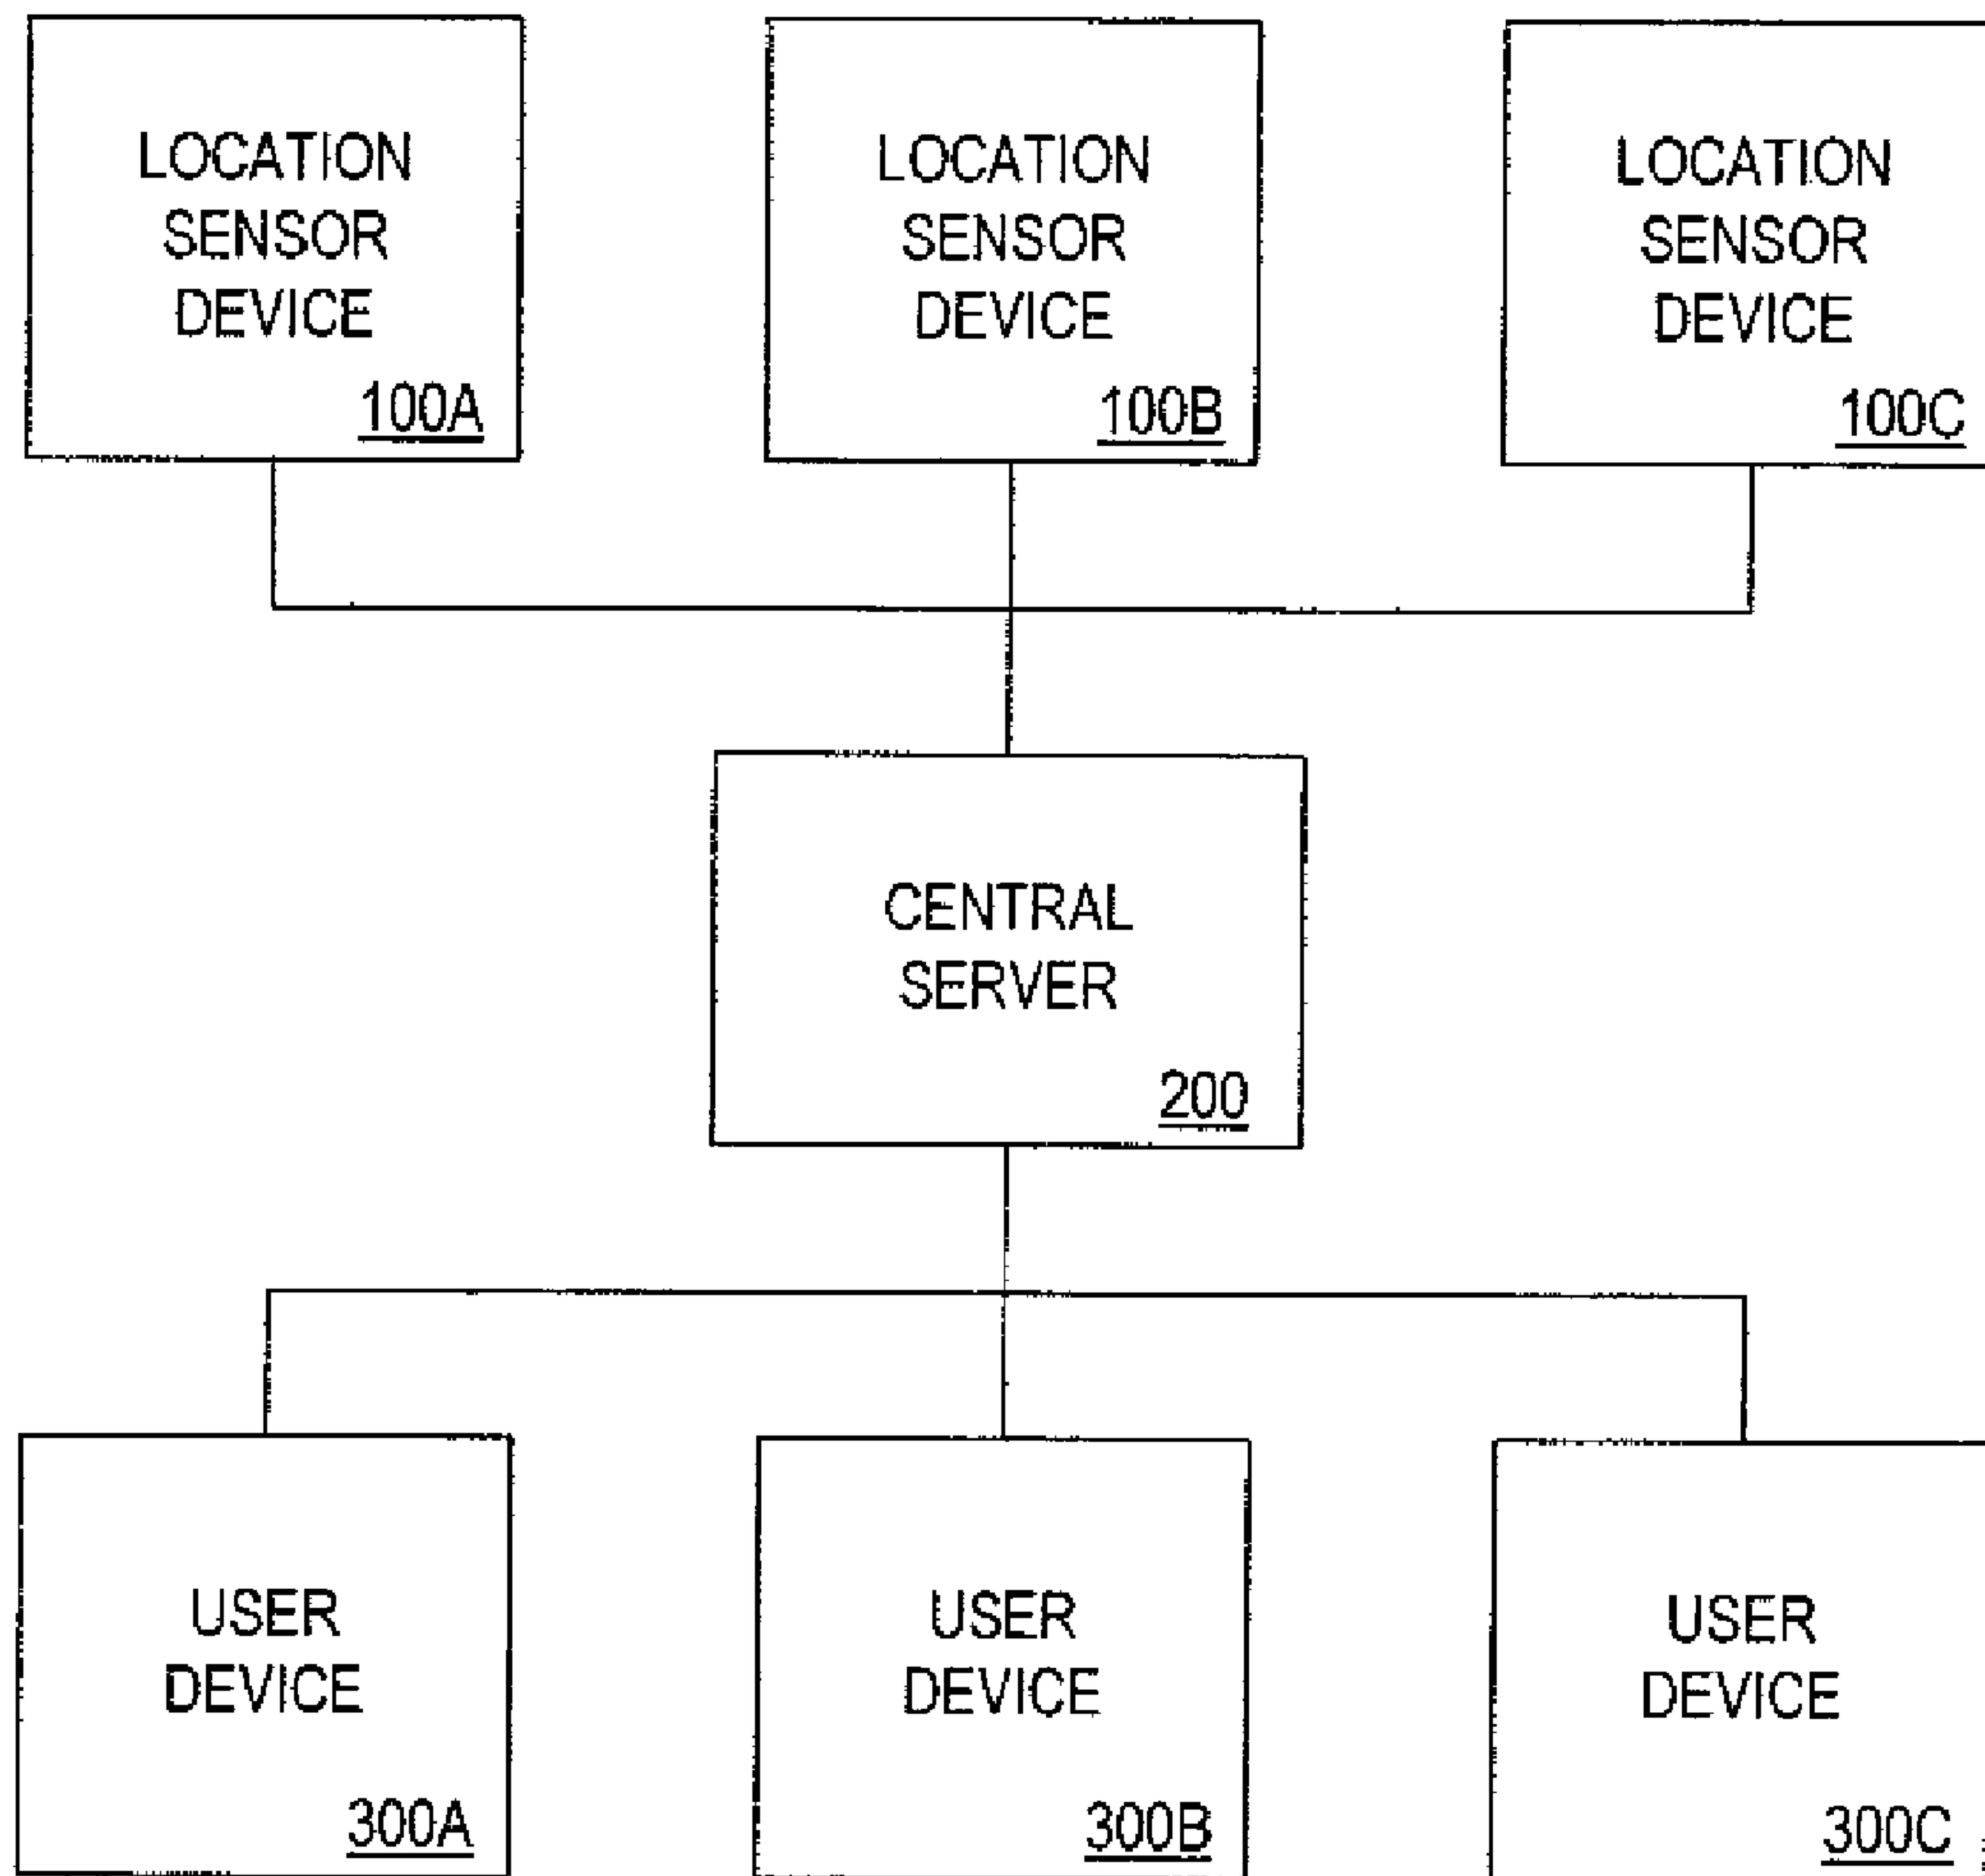 LOCATION
SENSOR
DEVICE
100A
LOCATION
SENSOR
DEVICE
100B
LOCATION
SENSOR
DEVICE
100C
CENTRAL
SERVER
200
USER
DEVICE
300A
USER
DEVICE
300B
USER
DEVICE
300C